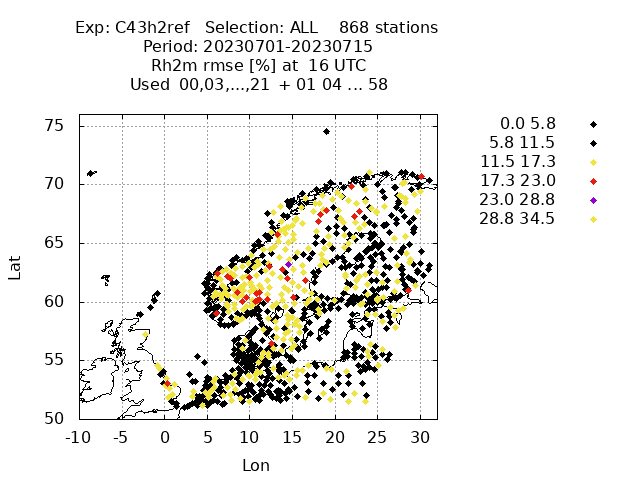 Exp: C43h2ref Selection: ALL 868 stations
Period: 20230701-20230715
Rh2m rmse [%] at 16 UTC
Used 00,03,...,21 + 01 04 ... 58
0.0 5.8
5.8 11.5
11.5 17.3
17.3 23.0
23.0 28.8
28.8 34.5
75
70
65
60
55
50
Lat
-10 -5 0 5 10 15 20 25 30
Lon